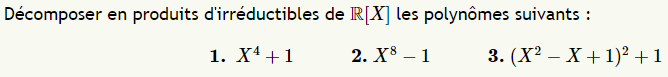 Décomposer en produits d'irréductibles de ℝ[X] les polynômes suivants :
1. X⁴ + 1 2. X⁸ − 1 3. (X² − X + 1)² + 1